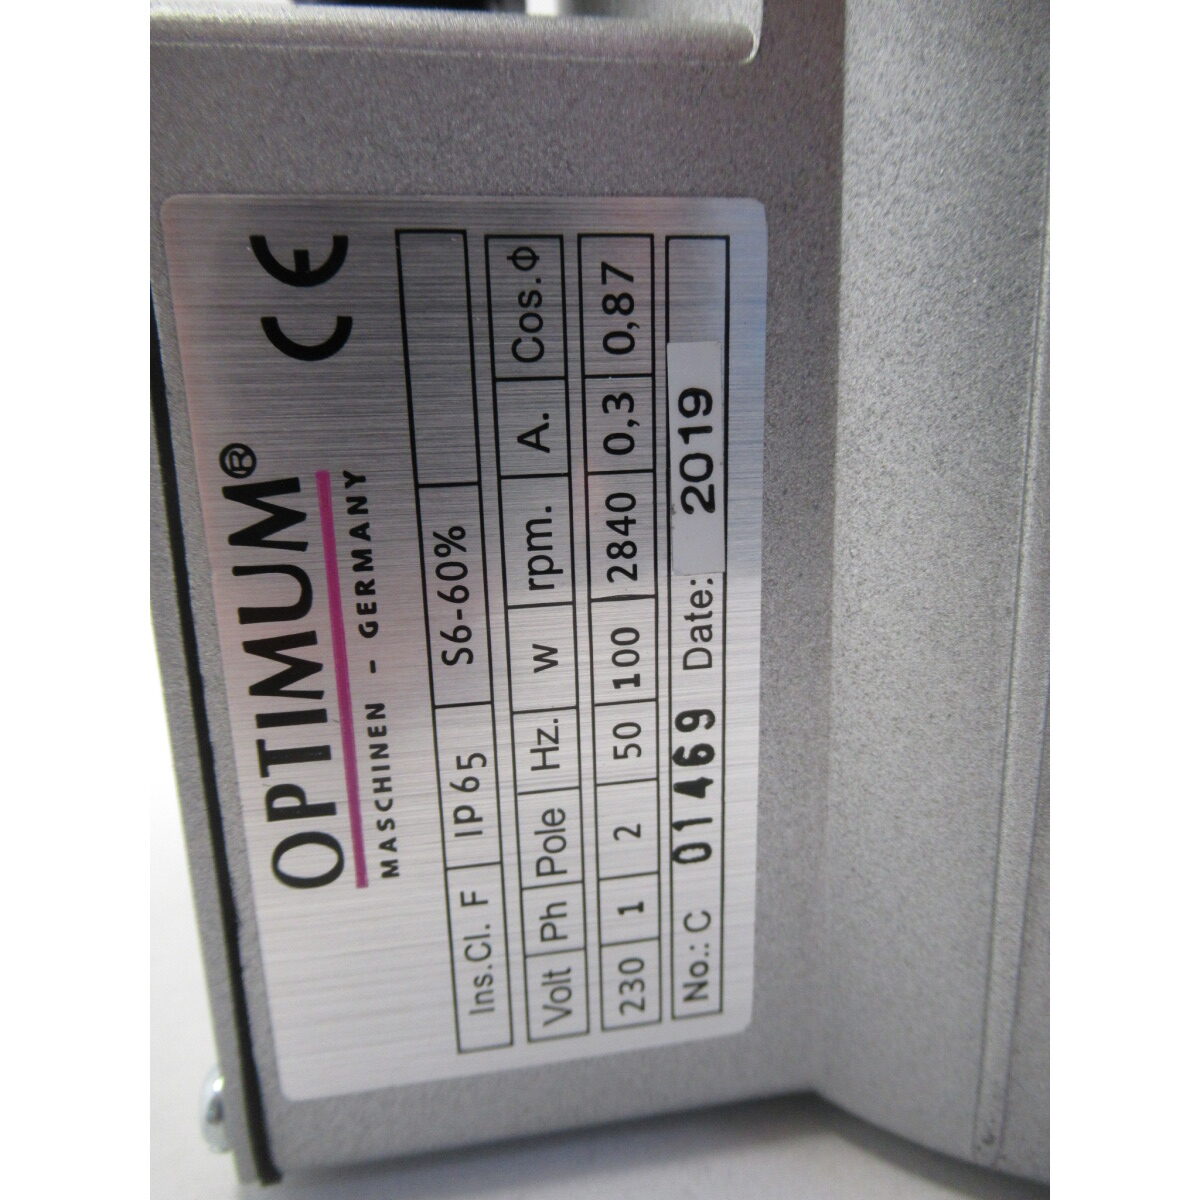 OPTIMUM® CE
MASCHINEN - GERMANY
Ins.Cl. F IP65 S6-60%
Volt Ph Pole Hz. W rpm. A. Cos.Φ
230 1 2 50 100 2840 0,3 0,87
No.: C 01469 Date: 2019